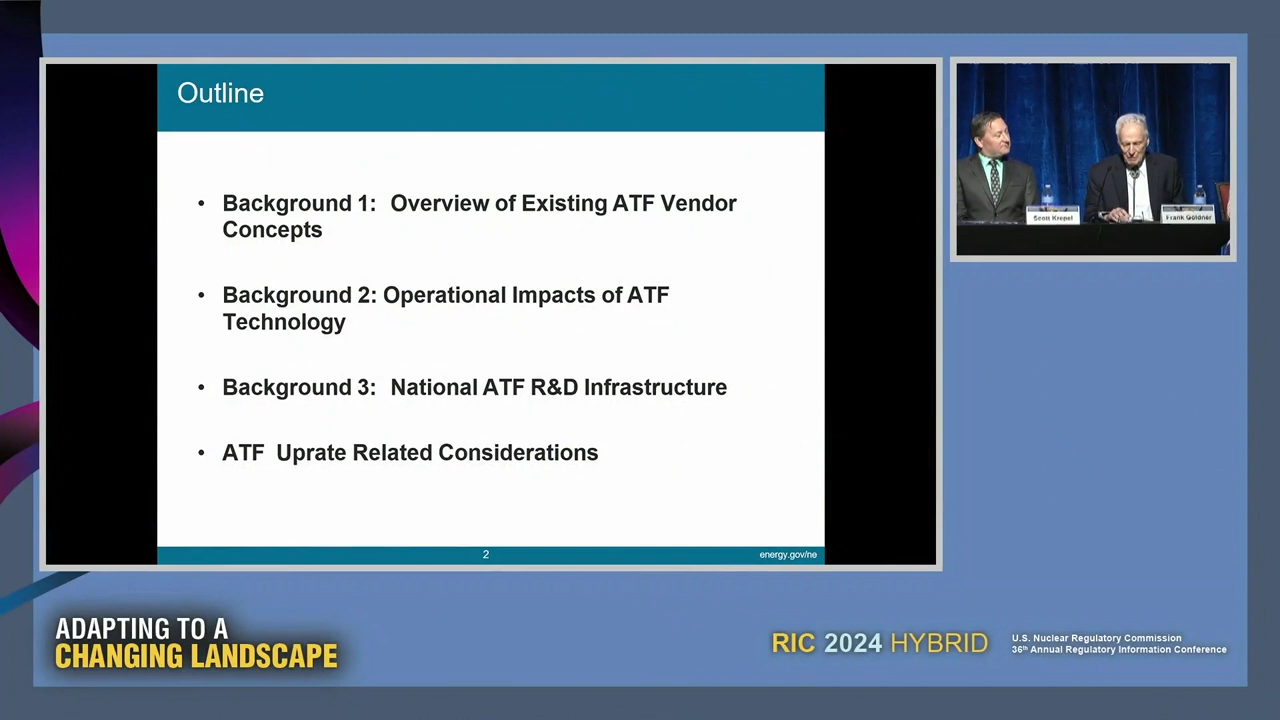 Outline
• Background 1: Overview of Existing ATF Vendor
Concepts
• Background 2: Operational Impacts of ATF
Technology
• Background 3: National ATF R&D Infrastructure
• ATF Uprate Related Considerations
2
energy.gov/ne
Scott Krepel
Frank Goldner
ADAPTING TO A
CHANGING LANDSCAPE
RIC 2024 HYBRID
U.S. Nuclear Regulatory Commission
36th Annual Regulatory Information Conference